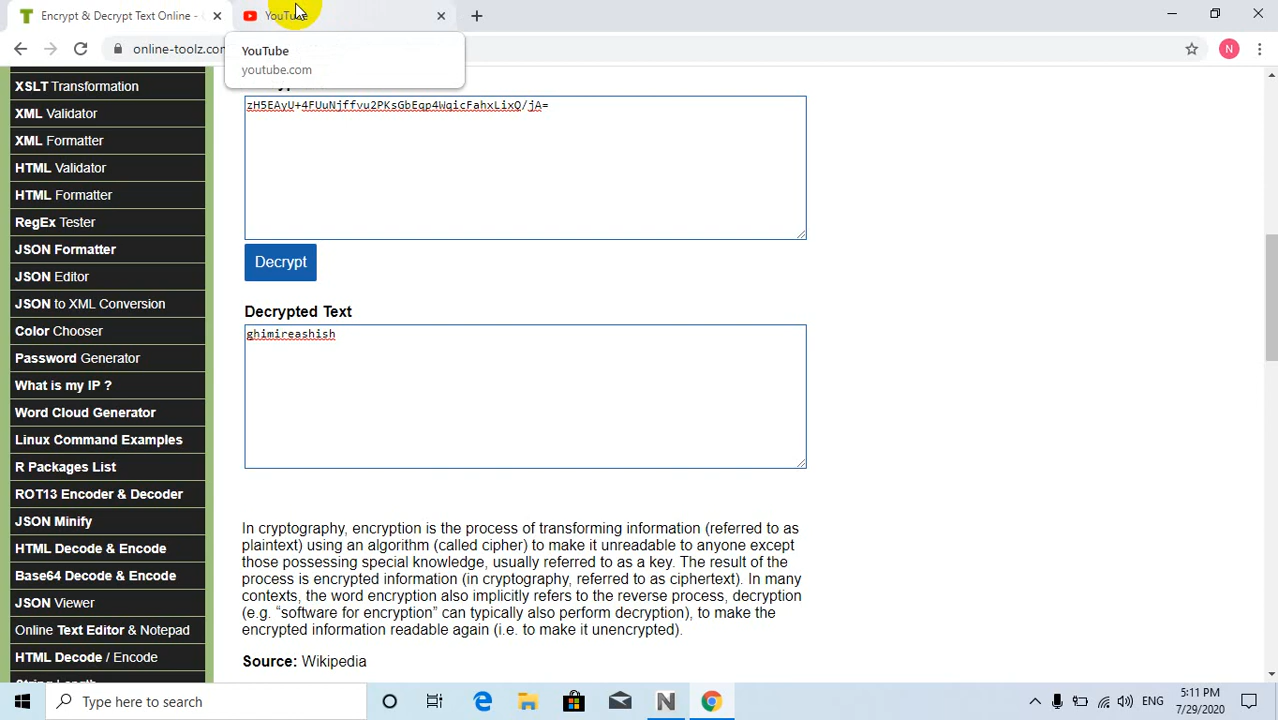 Encrypt & Decrypt Text Online -
YouTube
online-toolz.com
YouTube
youtube.com
XSLT Transformation
XML Validator
XML Formatter
HTML Validator
HTML Formatter
RegEx Tester
JSON Formatter
JSON Editor
JSON to XML Conversion
Color Chooser
Password Generator
What is my IP ?
Word Cloud Generator
Linux Command Examples
R Packages List
ROT13 Encoder & Decoder
JSON Minify
HTML Decode & Encode
Base64 Decode & Encode
JSON Viewer
Online Text Editor & Notepad
HTML Decode / Encode
String Length
zH5EAyU+4FUuNjffvu2PKsGbEqp4WgicFahxLixQ/jA=
Decrypt
Decrypted Text
ghimireashish
In cryptography, encryption is the process of transforming information (referred to as
plaintext) using an algorithm (called cipher) to make it unreadable to anyone except
those possessing special knowledge, usually referred to as a key. The result of the
process is encrypted information (in cryptography, referred to as ciphertext). In many
contexts, the word encryption also implicitly refers to the reverse process, decryption
(e.g. “software for encryption” can typically also perform decryption), to make the
encrypted information readable again (i.e. to make it unencrypted).
Source: Wikipedia
N
Type here to search
N
ENG
5:11 PM
7/29/2020